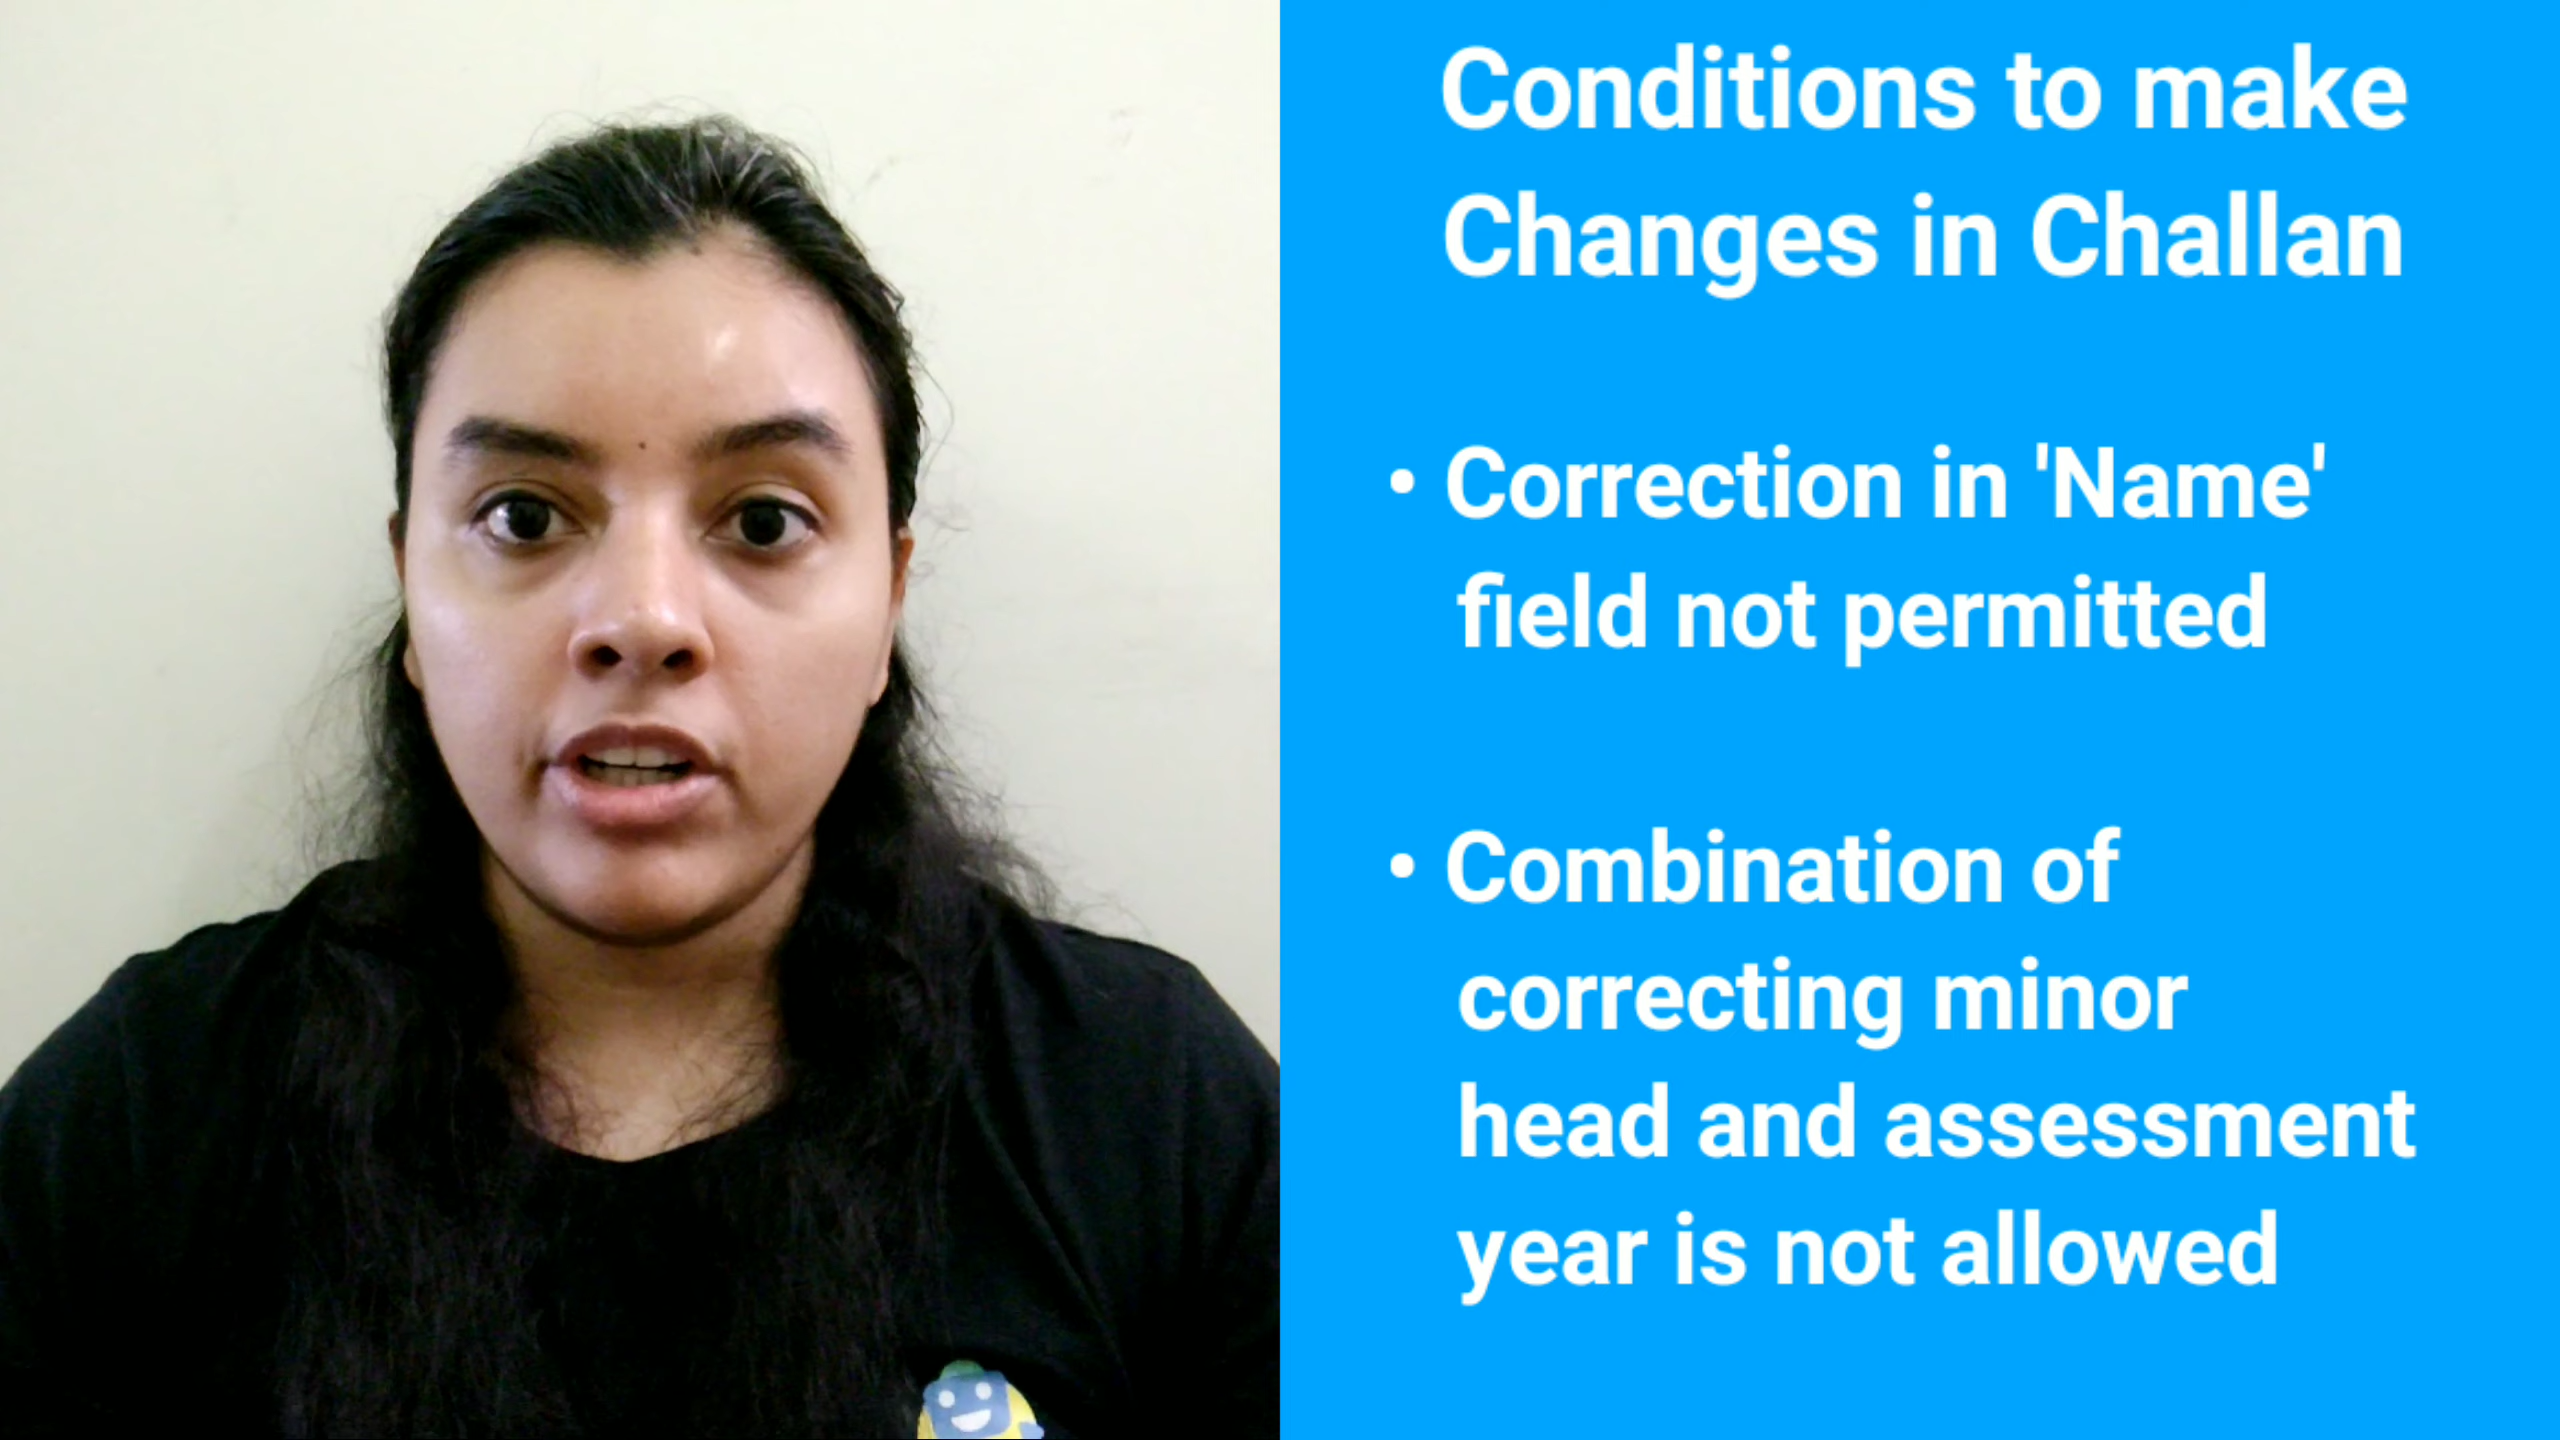 Conditions to make
Changes in Challan
• Correction in 'Name'
field not permitted
• Combination of
correcting minor
head and assessment
year is not allowed